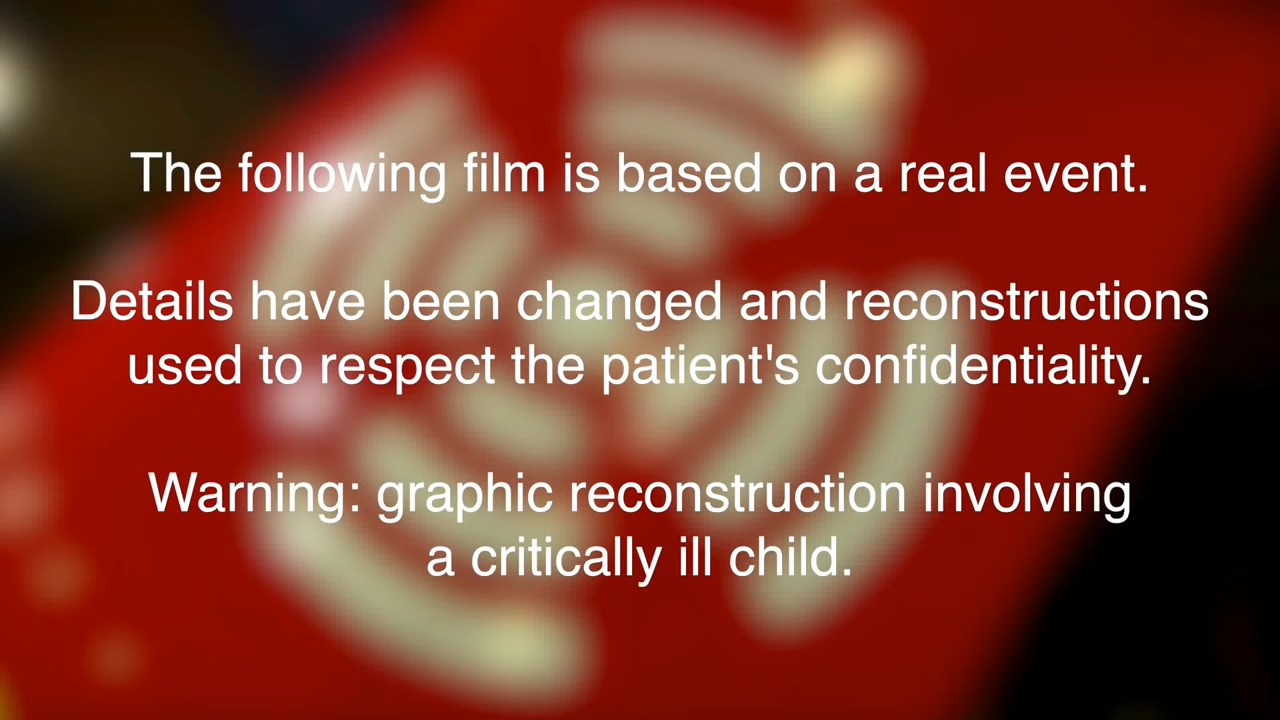 The following film is based on a real event.
Details have been changed and reconstructions
used to respect the patient's confidentiality.
Warning: graphic reconstruction involving
a critically ill child.